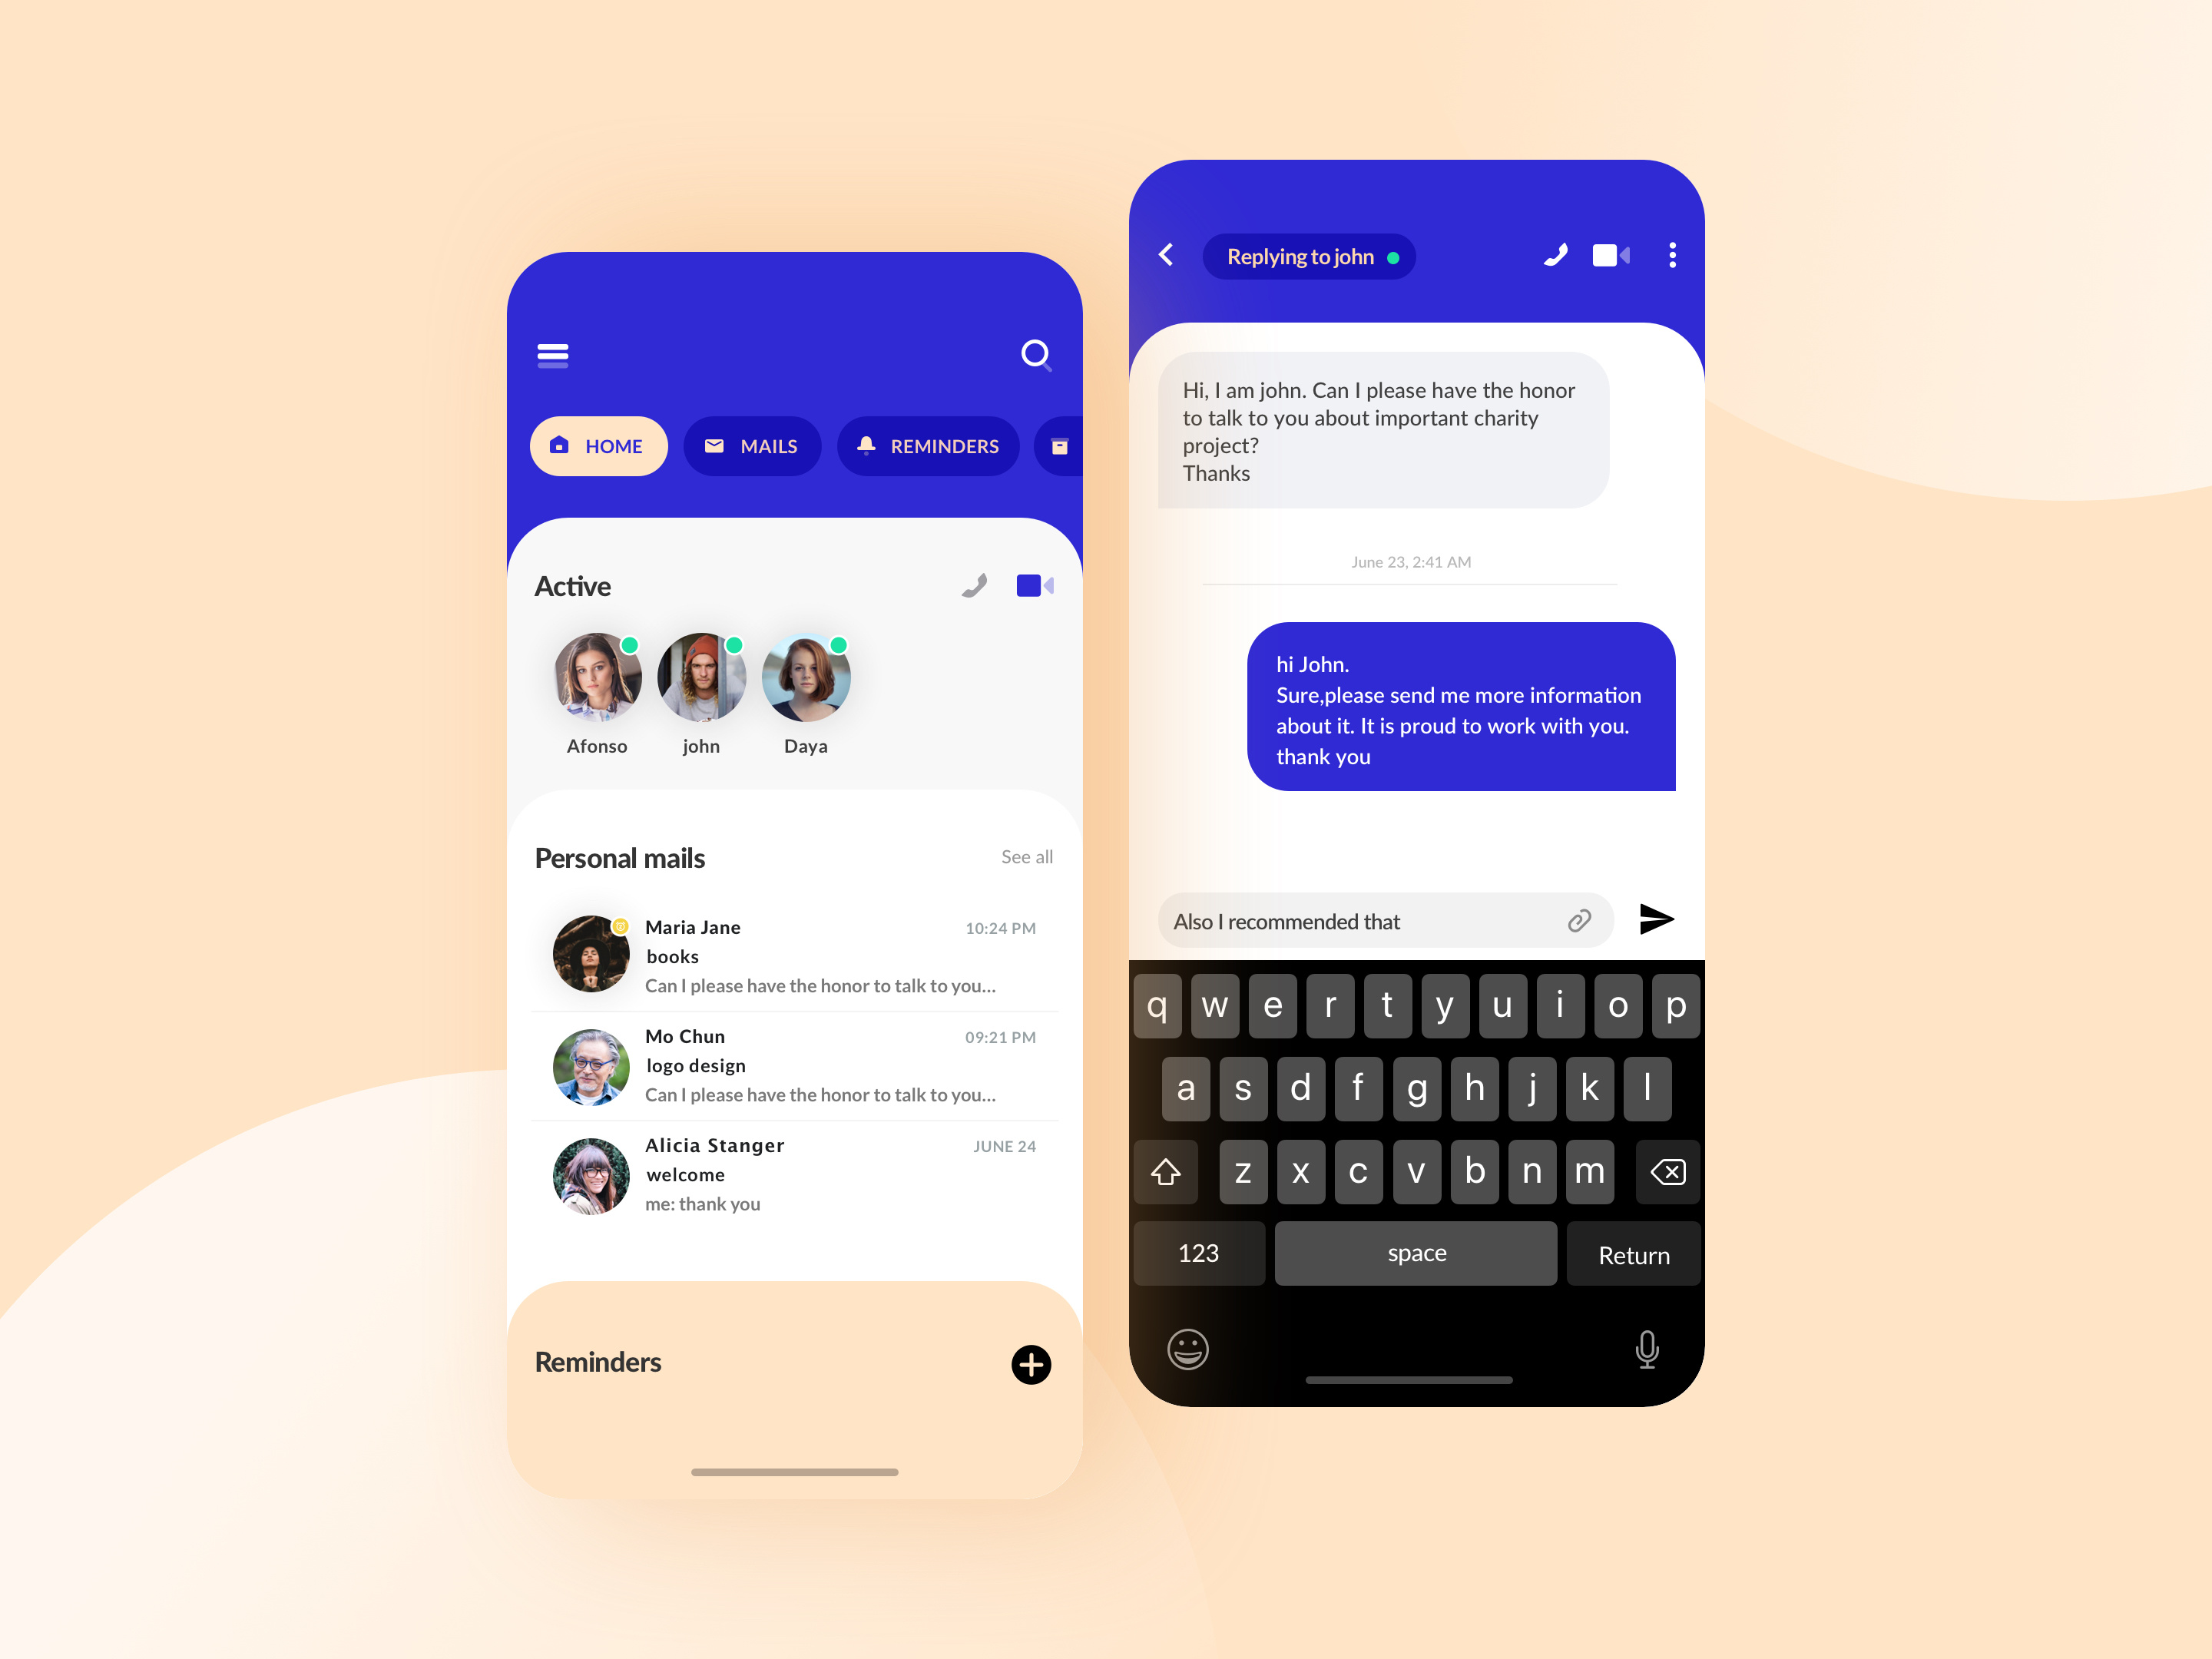 HOME MAILS REMINDERS
Active
Afonso john Daya
Personal mails See all
Maria Jane 10:24 PM
books
Can I please have the honor to talk to you...
Mo Chun 09:21 PM
logo design
Can I please have the honor to talk to you...
Alicia Stanger JUNE 24
welcome
me: thank you
Reminders
Replying to john
Hi, I am john. Can I please have the honor
to talk to you about important charity
project?
Thanks
June 23, 2:41 AM
hi John.
Sure,please send me more information
about it. It is proud to work with you.
thank you
Also I recommended that
q w e r t y u i o p
a s d f g h j k l
z x c v b n m
123 space Return